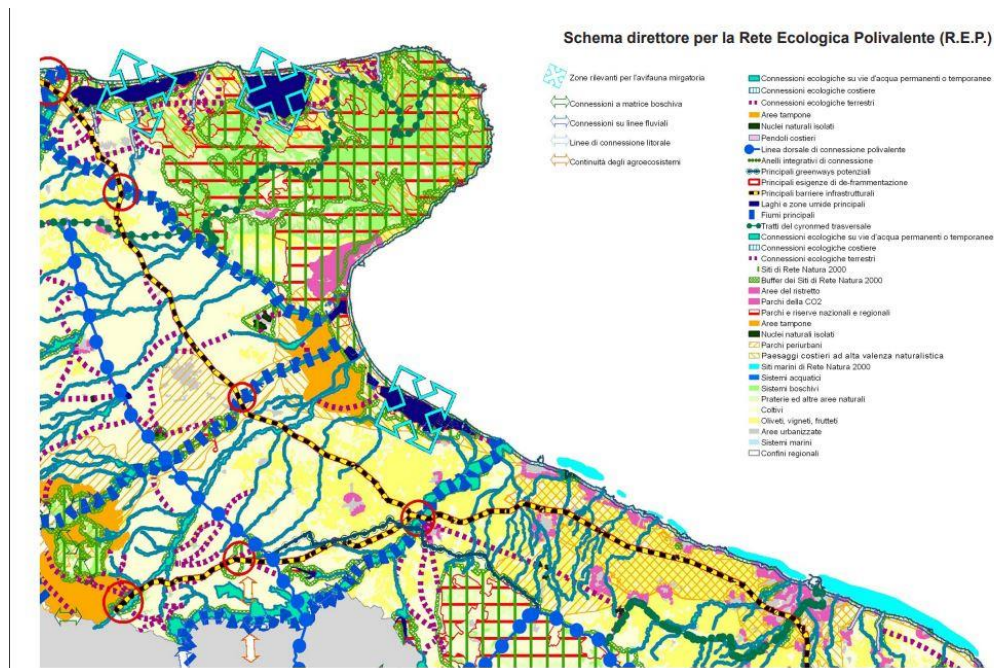 Schema direttore per la Rete Ecologica Polivalente (R.E.P.)
Zone rilevanti per l'avifauna mirgatoria
Connessioni a matrice boschiva
Connessioni su linee fluviali
Linee di connessione litorale
Continuità degli agroecosistemi
Connessioni ecologiche su vie d'acqua permanenti o temporanee
Connessioni ecologiche costiere
Connessioni ecologiche terrestri
Aree tampone
Nuclei naturali isolati
Pendoli costieri
Linea dorsale di connessione polivalente
Anelli integrativi di connessione
Principali greenways potenziali
Principali esigenze di de-frammentazione
Principali barriere infrastrutturali
Laghi e zone umide principali
Fiumi principali
Tratti del cyronmed trasversale
Connessioni ecologiche su vie d'acqua permanenti o temporanee
Connessioni ecologiche costiere
Connessioni ecologiche terrestri
Siti di Rete Natura 2000
Buffer dei Siti di Rete Natura 2000
Aree del ristretto
Parchi della CO2
Parchi e riserve nazionali e regionali
Aree tampone
Nuclei naturali isolati
Parchi periurbani
Paesaggi costieri ad alta valenza naturalistica
Siti marini di Rete Natura 2000
Sistemi acquatici
Sistemi boschivi
Praterie ed altre aree naturali
Coltivi
Oliveti, vigneti, frutteti
Aree urbanizzate
Sistemi marini
Confini regionali